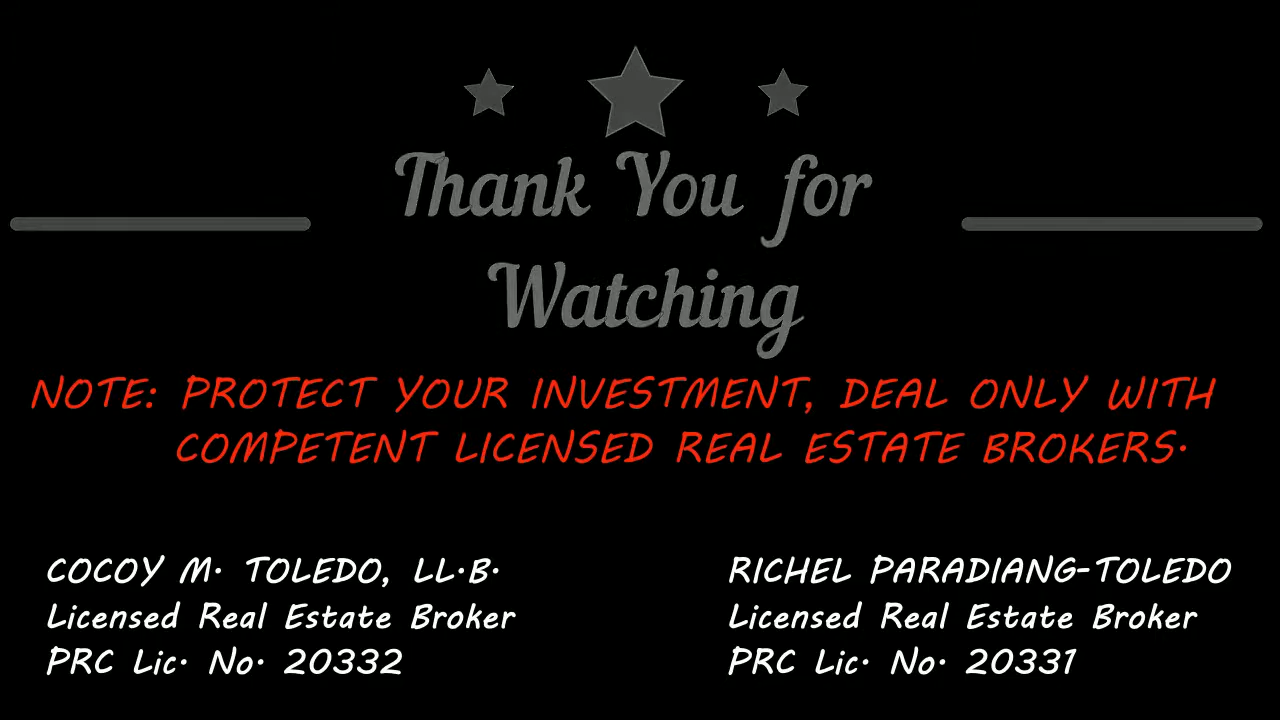 Thank You for
Watching
NOTE: PROTECT YOUR INVESTMENT, DEAL ONLY WITH
COMPETENT LICENSED REAL ESTATE BROKERS.
COCOY M. TOLEDO, LL.B.
Licensed Real Estate Broker
PRC Lic. No. 20332
RICHEL PARADIANG-TOLEDO
Licensed Real Estate Broker
PRC Lic. No. 20331